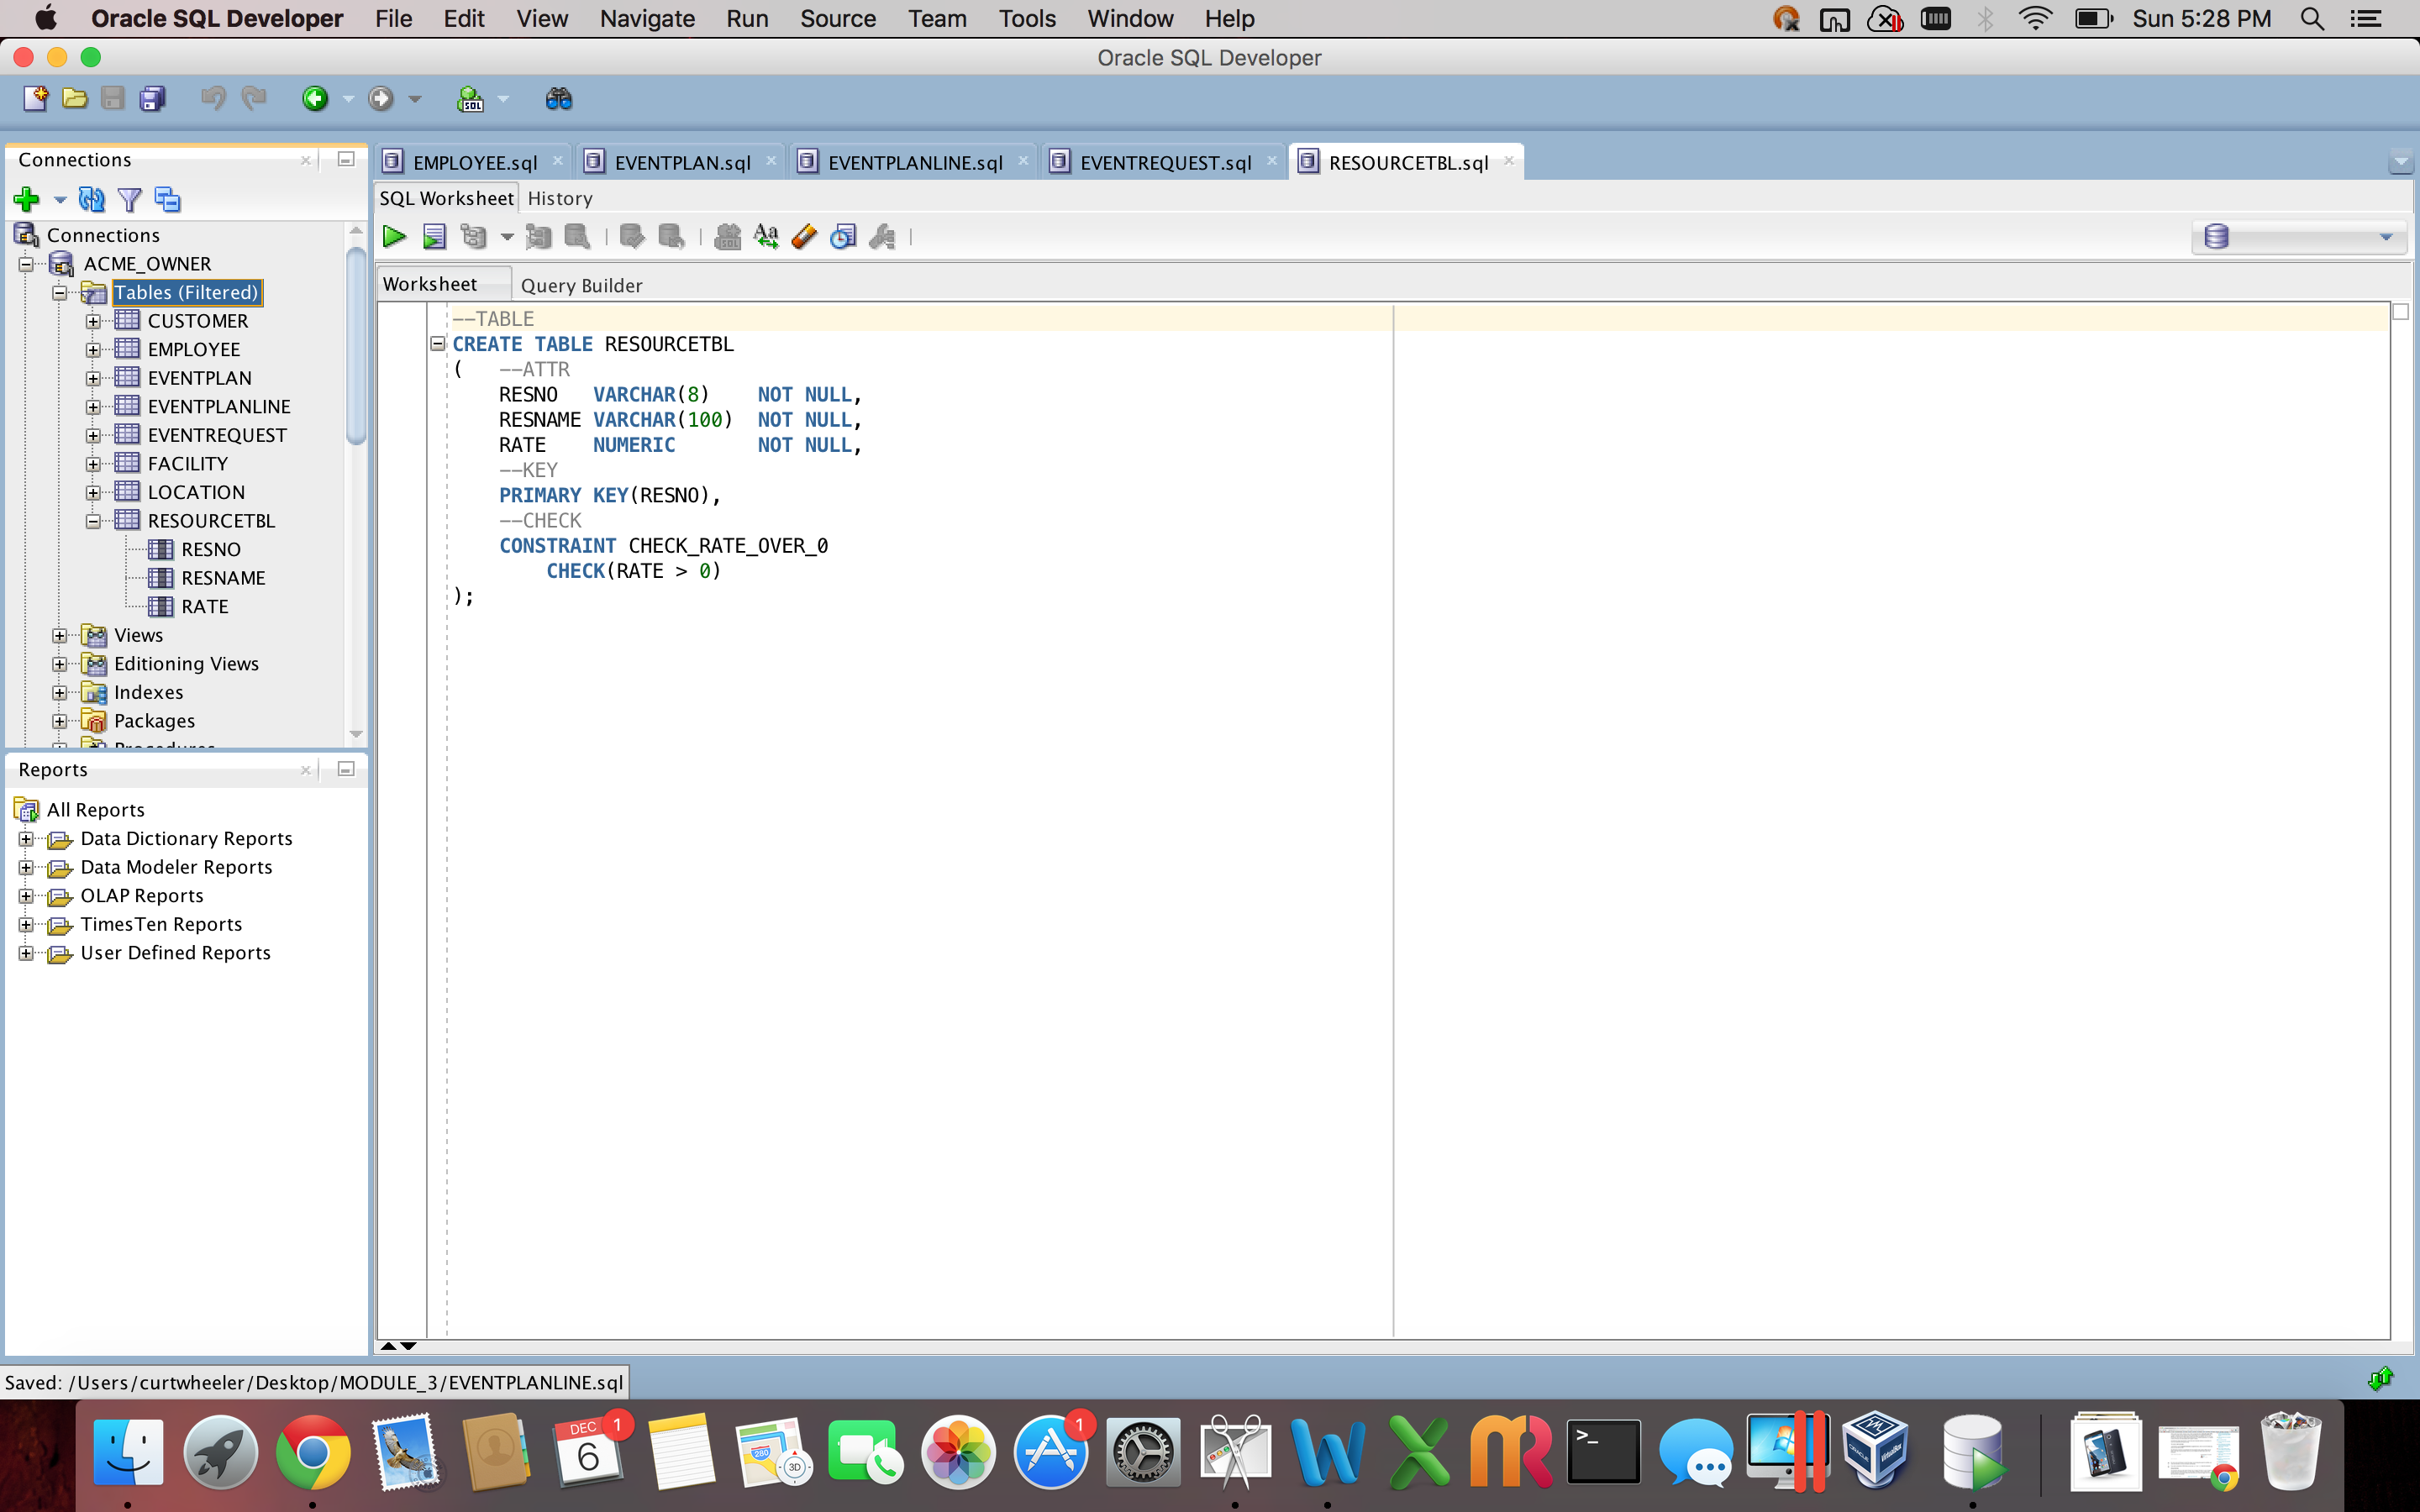 Oracle SQL Developer File Edit View Navigate Run Source Team Tools Window Help Sun 5:28 PM
Oracle SQL Developer
Connections
Connections
ACME_OWNER
Tables (Filtered)
CUSTOMER
EMPLOYEE
EVENTPLAN
EVENTPLANLINE
EVENTREQUEST
FACILITY
LOCATION
RESOURCETBL
RESNO
RESNAME
RATE
Views
Editioning Views
Indexes
Packages
Procedures
Reports
All Reports
Data Dictionary Reports
Data Modeler Reports
OLAP Reports
TimesTen Reports
User Defined Reports
EMPLOYEE.sql EVENTPLAN.sql EVENTPLANLINE.sql EVENTREQUEST.sql RESOURCETBL.sql
SQL Worksheet History
Worksheet Query Builder
--TABLE
CREATE TABLE RESOURCETBL
( --ATTR
RESNO VARCHAR(8) NOT NULL,
RESNAME VARCHAR(100) NOT NULL,
RATE NUMERIC NOT NULL,
--KEY
PRIMARY KEY(RESNO),
--CHECK
CONSTRAINT CHECK_RATE_OVER_0
CHECK(RATE > 0)
);
Saved: /Users/curtwheeler/Desktop/MODULE_3/EVENTPLANLINE.sql
DEC
6
1
280
3D
1
>_